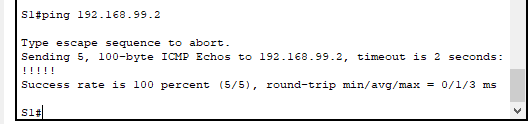 S1#ping 192.168.99.2
Type escape sequence to abort.
Sending 5, 100-byte ICMP Echos to 192.168.99.2, timeout is 2 seconds:
!!!!!
Success rate is 100 percent (5/5), round-trip min/avg/max = 0/1/3 ms
S1#